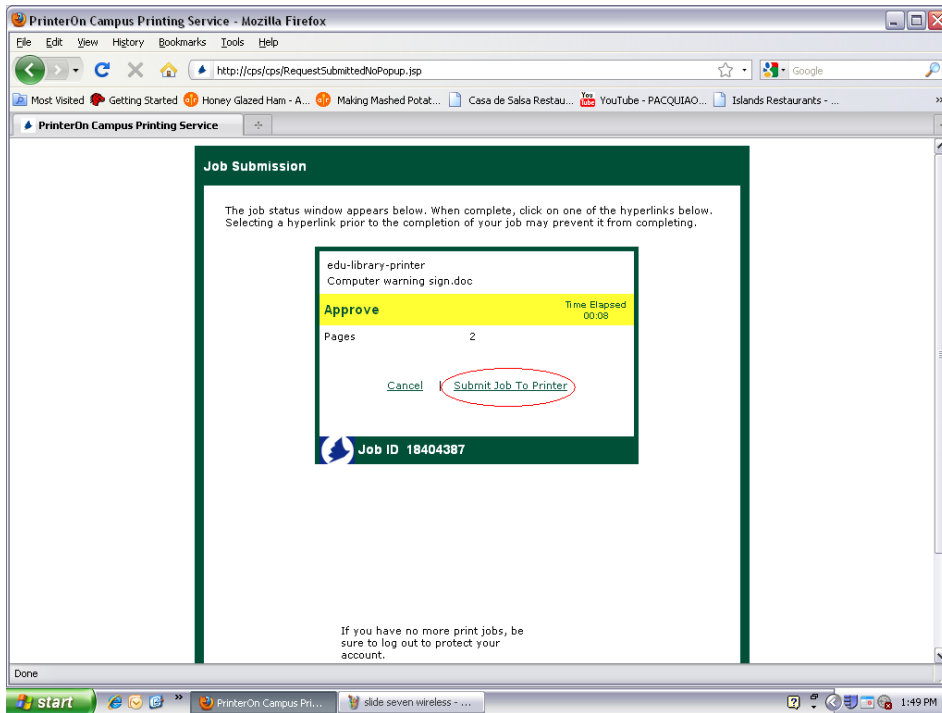 PrinterOn Campus Printing Service - Mozilla Firefox
File Edit View History Bookmarks Tools Help
http://cps/cps/RequestSubmittedNoPopup.jsp Google
Most Visited Getting Started Honey Glazed Ham - A... Making Mashed Potat... Casa de Salsa Restau... You Tube YouTube - PACQUIAO... Islands Restaurants - ... »
PrinterOn Campus Printing Service
Job Submission
The job status window appears below. When complete, click on one of the hyperlinks below.
Selecting a hyperlink prior to the completion of your job may prevent it from completing.
edu-library-printer
Computer warning sign.doc
Approve Time Elapsed
00:08
Pages 2
Cancel | Submit Job To Printer
Job ID 18404387
If you have no more print jobs, be
sure to log out to protect your
account.
Done
start » PrinterOn Campus Pri... slide seven wireless - ... 1:49 PM